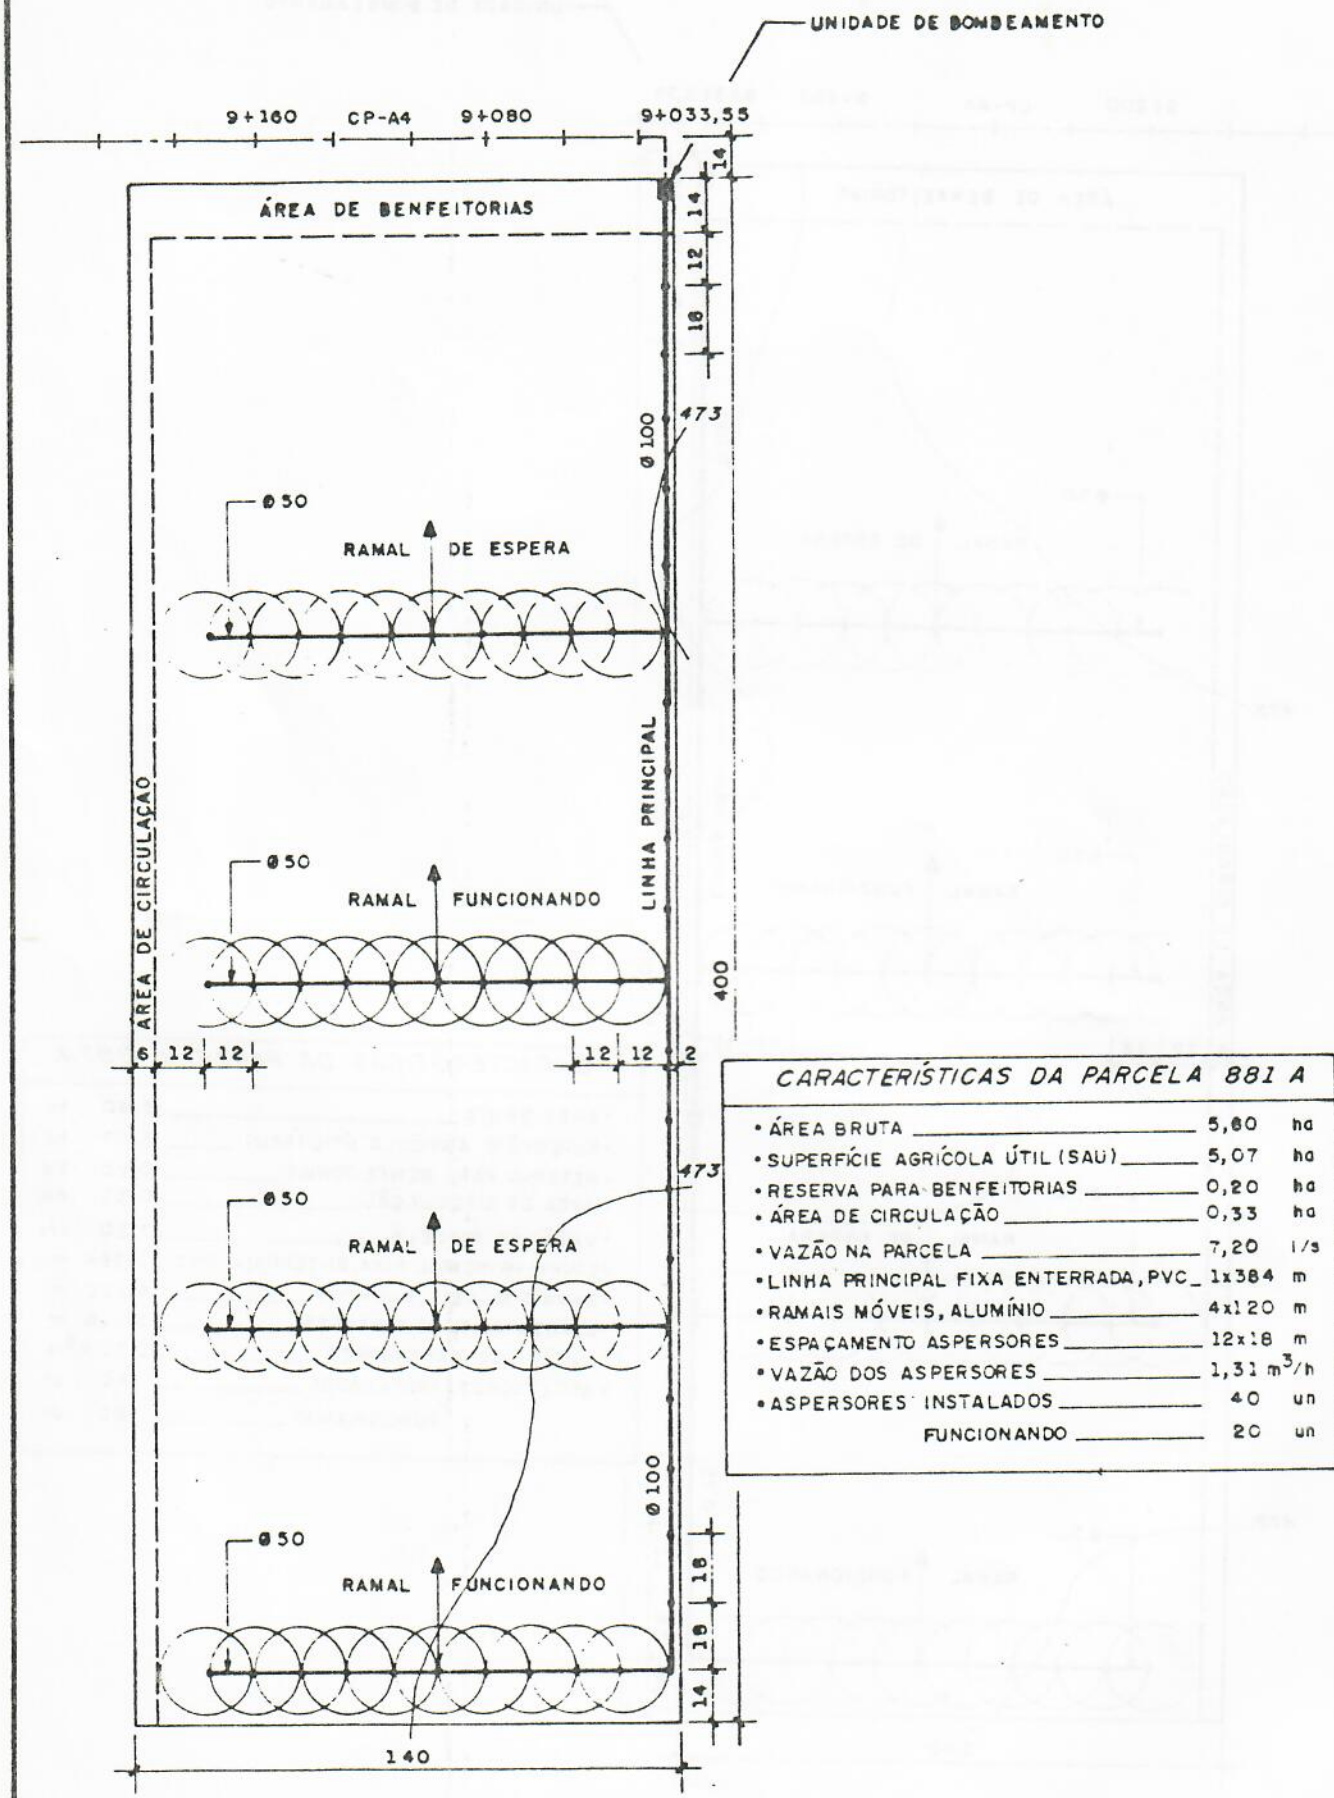 UNIDADE DE BOMBEAMENTO
9+160 CP-A4 9+080 9+033,55
14
ÁREA DE BENFEITORIAS
14
12
18
Ø 100
473
Ø 50
RAMAL DE ESPERA
LINHA PRINCIPAL
ÁREA DE CIRCULAÇAO
Ø 50
RAMAL FUNCIONANDO
400
6 12 12 12 12 2
CARACTERÍSTICAS DA PARCELA 881 A
• ÁREA BRUTA 5,60 ha
• SUPERFÍCIE AGRÍCOLA ÚTIL (SAU) 5,07 ha
• RESERVA PARA BENFEITORIAS 0,20 ha
• ÁREA DE CIRCULAÇÃO 0,33 ha
• VAZÃO NA PARCELA 7,20 l/s
• LINHA PRINCIPAL FIXA ENTERRADA, PVC 1x384 m
• RAMAIS MÓVEIS, ALUMÍNIO 4x120 m
• ESPAÇAMENTO ASPERSORES 12x18 m
• VAZÃO DOS ASPERSORES 1,31 m³/h
• ASPERSORES INSTALADOS 40 un
FUNCIONANDO 20 un
473
Ø 50
RAMAL DE ESPERA
Ø 100
Ø 50
RAMAL FUNCIONANDO
18
18
14
140